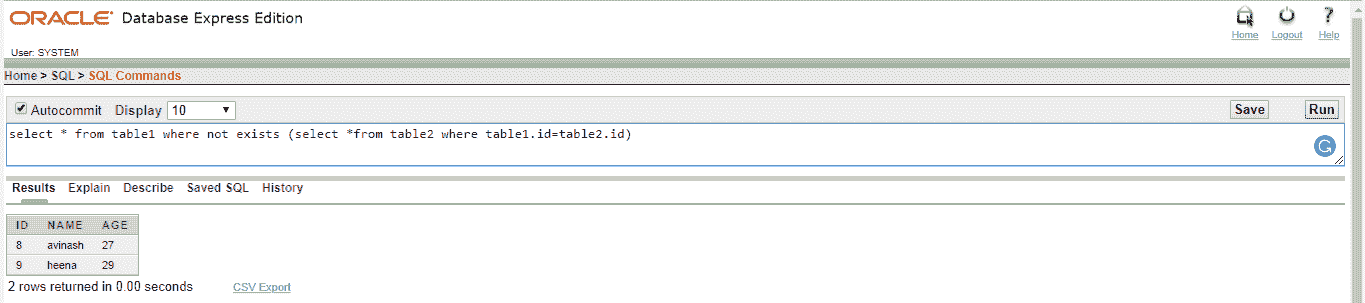 ORACLE Database Express Edition
Home Logout Help
User: SYSTEM
Home > SQL > SQL Commands
Autocommit Display 10 Save Run
select * from table1 where not exists (select *from table2 where table1.id=table2.id)
Results Explain Describe Saved SQL History
ID NAME AGE
8 avinash 27
9 heena 29
2 rows returned in 0.00 seconds CSV Export